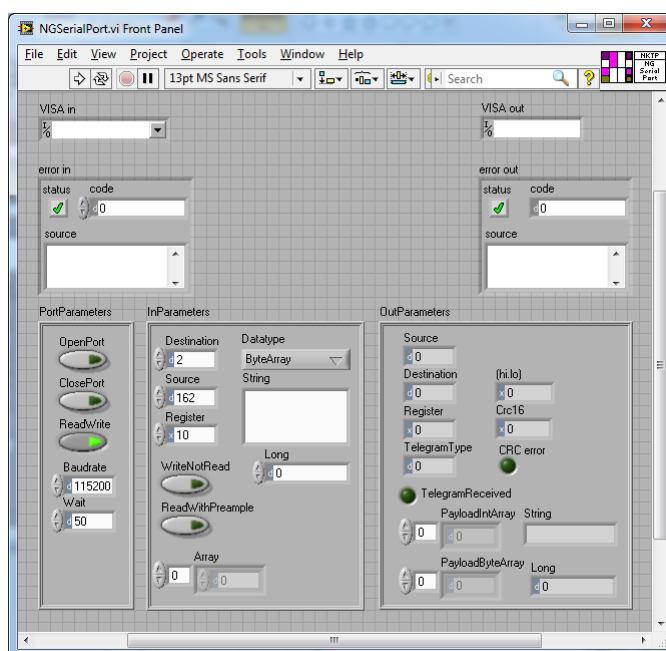 NGSerialPort.vi Front Panel
File Edit View Project Operate Tools Window Help
13pt MS Sans Serif
Search
NKTP
NG
Serial
Port
VISA in
VISA out
I/O
I/O
error in
error out
status code
status code
d 0
d 0
source
source
PortParameters
InParameters
OutParameters
OpenPort
ClosePort
ReadWrite
Baudrate
d 115200
Wait
d 50
Destination
d 2
Source
d 162
Register
x 10
WriteNotRead
ReadWithPreample
Array
0
d 0
Datatype
ByteArray
String
Long
d 0
Source
d 0
Destination
d 0
(hi.lo)
x 0
Register
x 0
Crc16
x 0
TelegramType
d 0
CRC error
TelegramReceived
PayloadIntArray String
0
d 0
PayloadByteArray Long
0
d 0
d 0